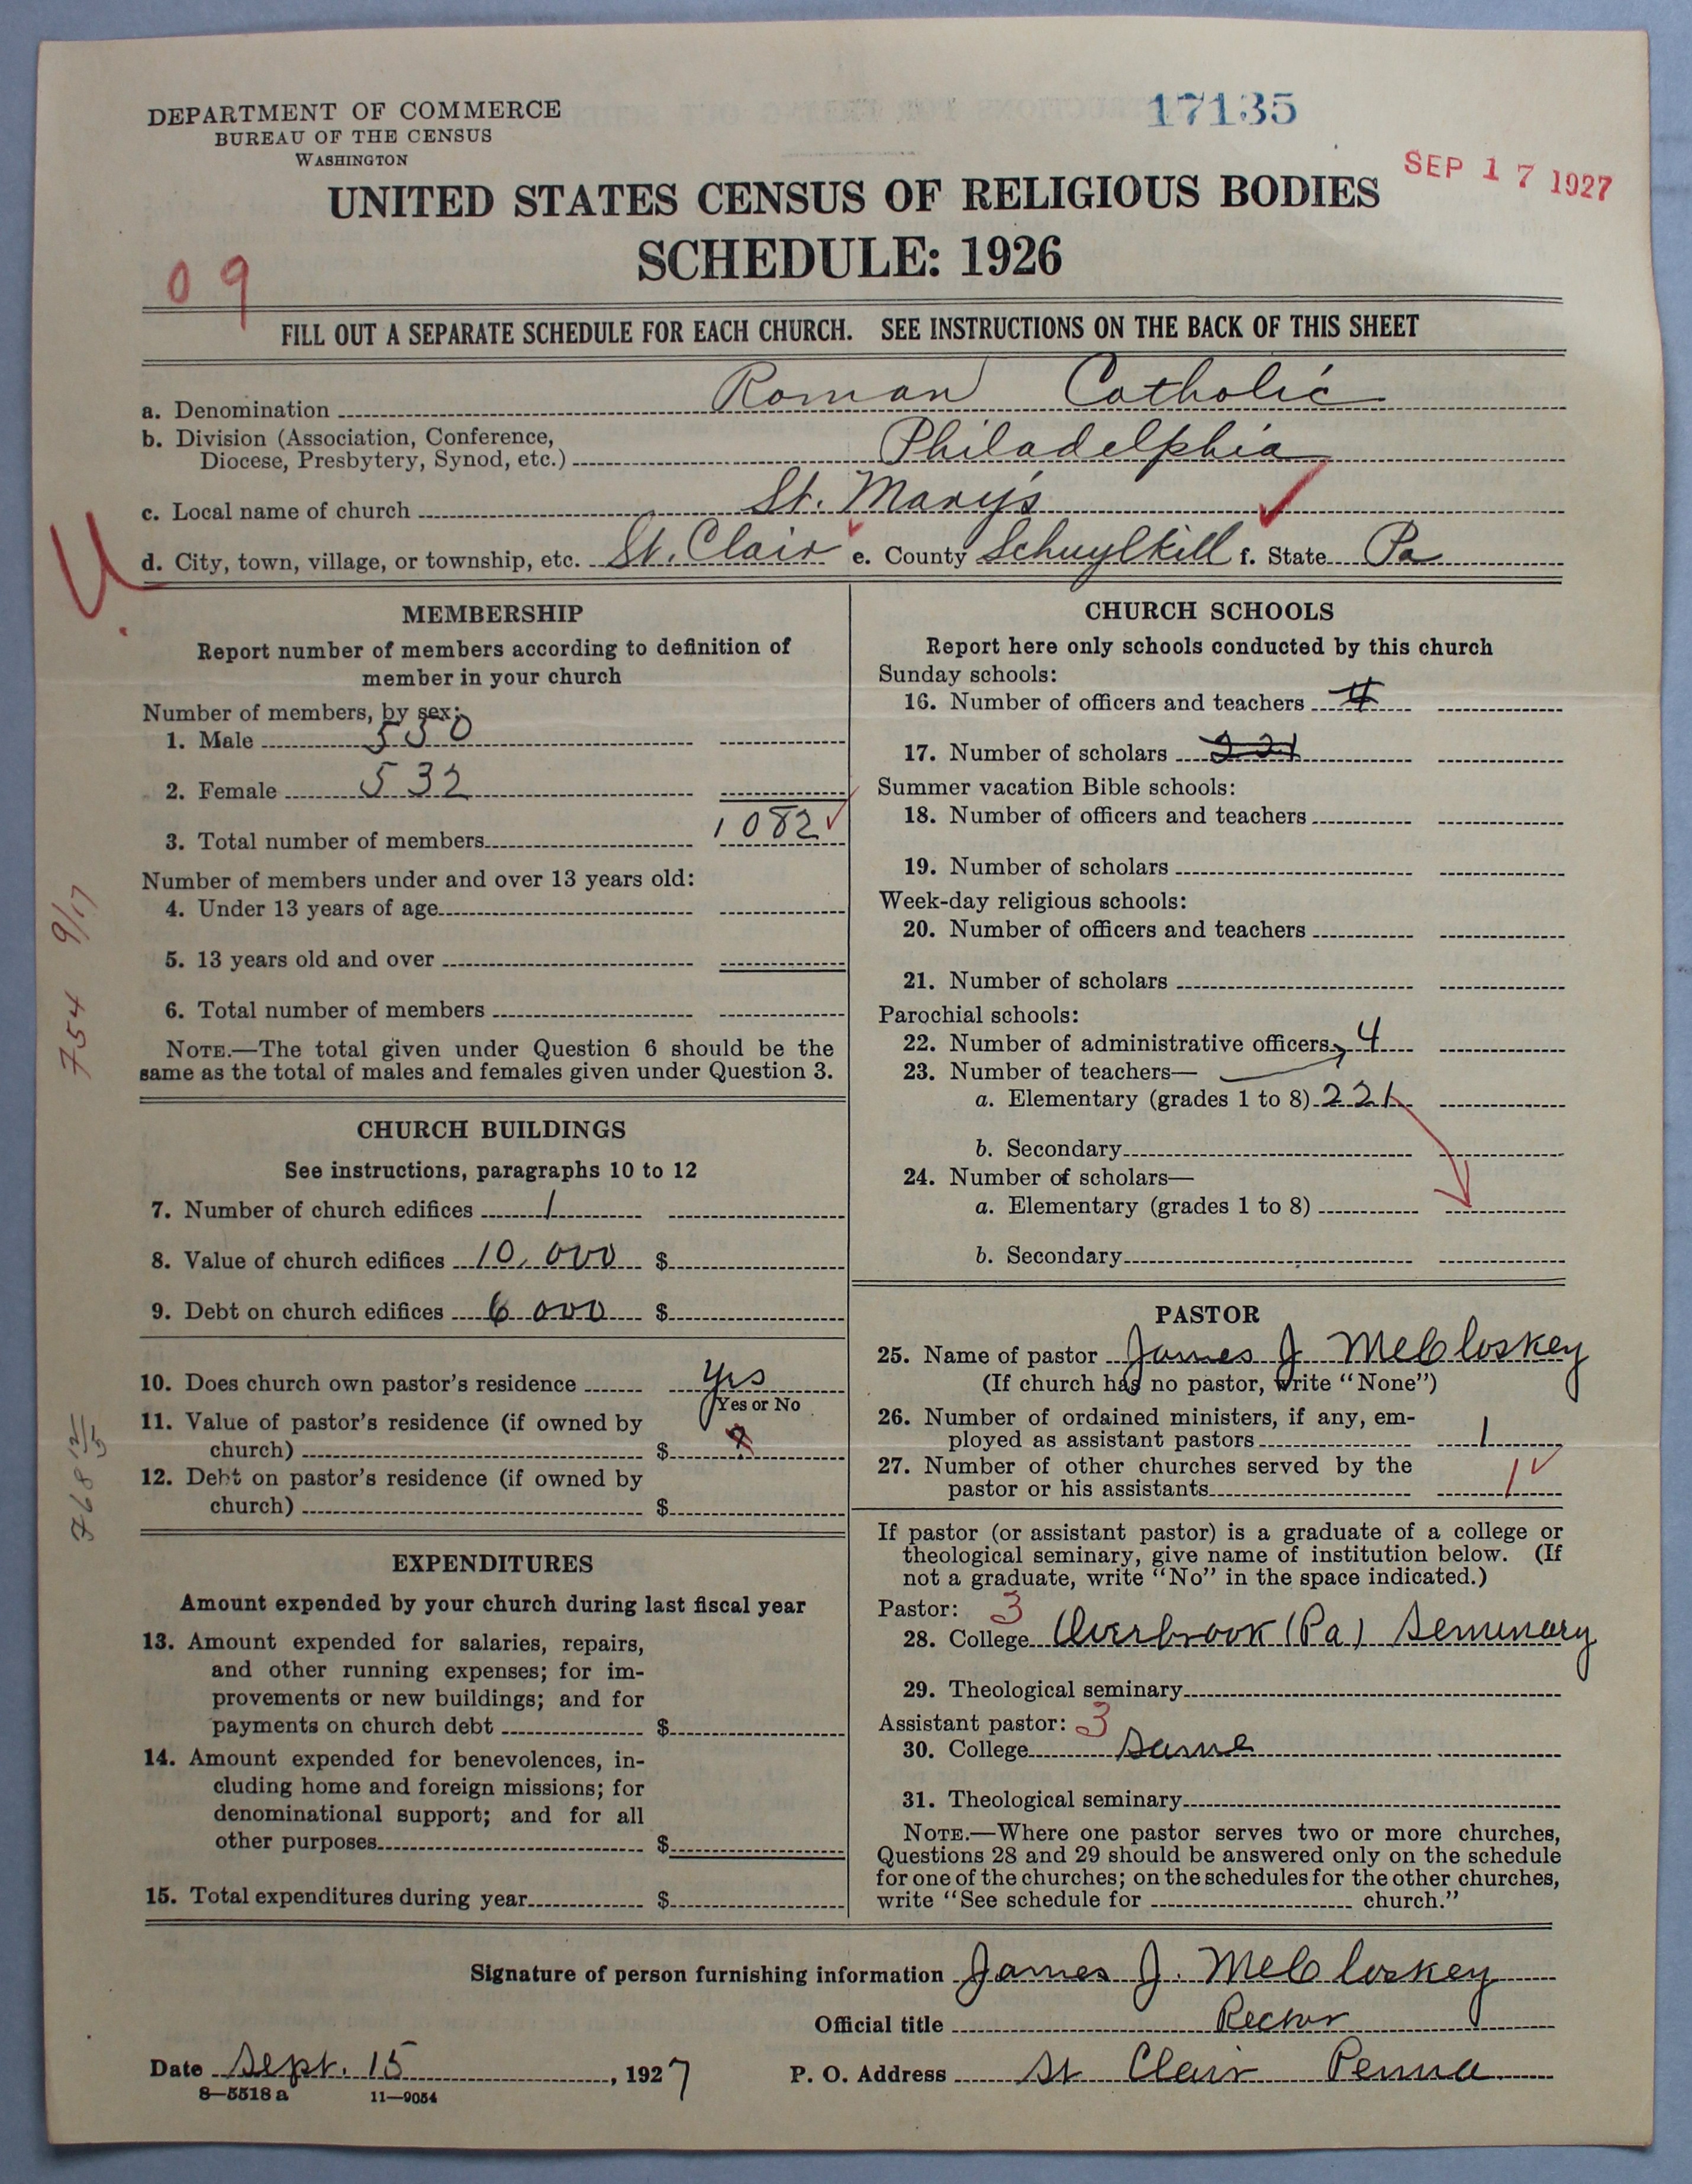 DEPARTMENT OF COMMERCE
BUREAU OF THE CENSUS
WASHINGTON
17135
SEP 17 1927
UNITED STATES CENSUS OF RELIGIOUS BODIES
SCHEDULE: 1926
09
FILL OUT A SEPARATE SCHEDULE FOR EACH CHURCH. SEE INSTRUCTIONS ON THE BACK OF THIS SHEET
a. Denomination Roman Catholic
b. Division (Association, Conference,
Diocese, Presbytery, Synod, etc.) Philadelphia
c. Local name of church St. Mary's
d. City, town, village, or township, etc. St. Clair e. County Schuylkill f. State Pa
MEMBERSHIP
Report number of members according to definition of
member in your church
Number of members, by sex:
1. Male 550
2. Female 532
3. Total number of members 1082
Number of members under and over 13 years old:
4. Under 13 years of age
5. 13 years old and over
6. Total number of members
NOTE.—The total given under Question 6 should be the
same as the total of males and females given under Question 3.
754 9/17
CHURCH BUILDINGS
See instructions, paragraphs 10 to 12
7. Number of church edifices 1
8. Value of church edifices 10,000 $
9. Debt on church edifices 6000 $
10. Does church own pastor's residence Yes
Yes or No
11. Value of pastor's residence (if owned by
church) $ ?
12. Debt on pastor's residence (if owned by
church) $
768 12/5
EXPENDITURES
Amount expended by your church during last fiscal year
13. Amount expended for salaries, repairs,
and other running expenses; for im-
provements or new buildings; and for
payments on church debt $
14. Amount expended for benevolences, in-
cluding home and foreign missions; for
denominational support; and for all
other purposes $
15. Total expenditures during year $
CHURCH SCHOOLS
Report here only schools conducted by this church
Sunday schools:
16. Number of officers and teachers 4
17. Number of scholars 221
Summer vacation Bible schools:
18. Number of officers and teachers
19. Number of scholars
Week-day religious schools:
20. Number of officers and teachers
21. Number of scholars
Parochial schools:
22. Number of administrative officers 4
23. Number of teachers—
a. Elementary (grades 1 to 8) 221
b. Secondary
24. Number of scholars—
a. Elementary (grades 1 to 8)
b. Secondary
PASTOR
25. Name of pastor James J McCloskey
(If church has no pastor, write "None")
26. Number of ordained ministers, if any, em-
ployed as assistant pastors 1
27. Number of other churches served by the
pastor or his assistants 1
If pastor (or assistant pastor) is a graduate of a college or
theological seminary, give name of institution below. (If
not a graduate, write "No" in the space indicated.)
Pastor: 3
28. College Overbrook (Pa) Seminary
29. Theological seminary
Assistant pastor: 3
30. College Same
31. Theological seminary
NOTE.—Where one pastor serves two or more churches,
Questions 28 and 29 should be answered only on the schedule
for one of the churches; on the schedules for the other churches,
write "See schedule for church."
Signature of person furnishing information James J. McCloskey
Official title Rector
Date Sept. 15, 1927 P. O. Address St Clair Penna
8—5518 a 11—9054